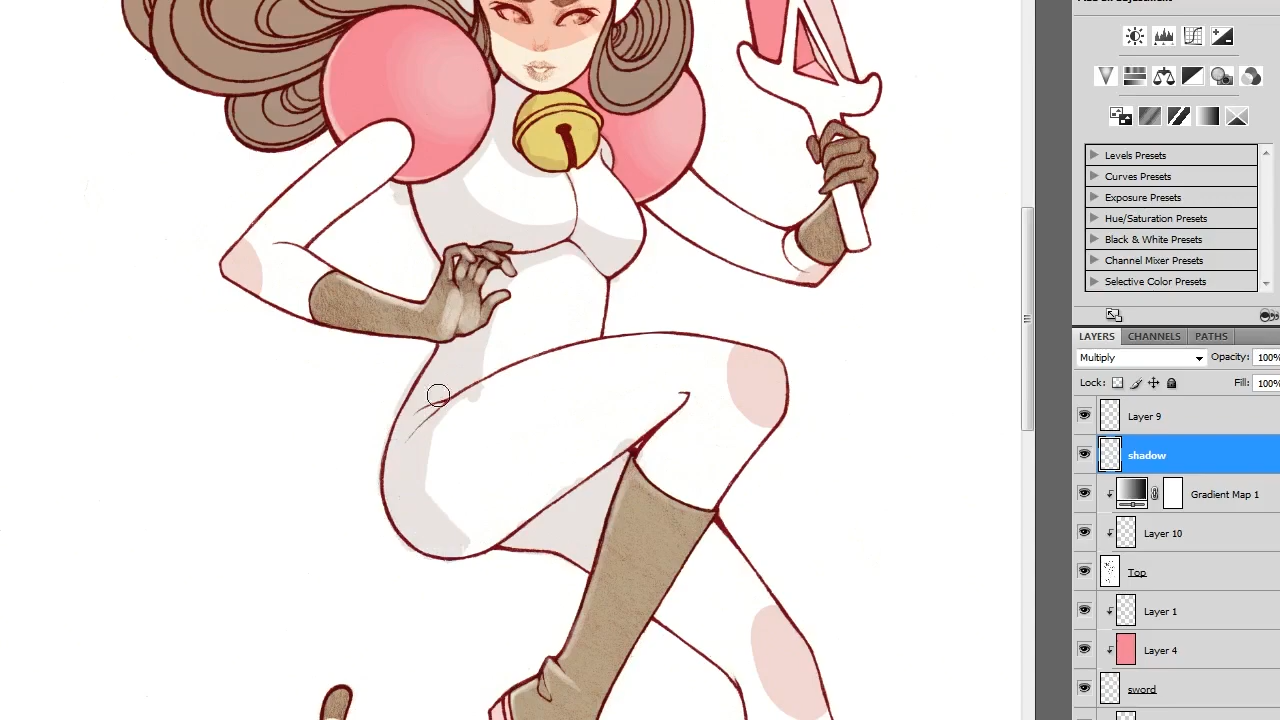 Levels Presets
Curves Presets
Exposure Presets
Hue/Saturation Presets
Black & White Presets
Channel Mixer Presets
Selective Color Presets
LAYERS CHANNELS PATHS
Multiply Opacity: 100%
Lock: Fill: 100%
Layer 9
shadow
Gradient Map 1
Layer 10
Top
Layer 1
Layer 4
sword